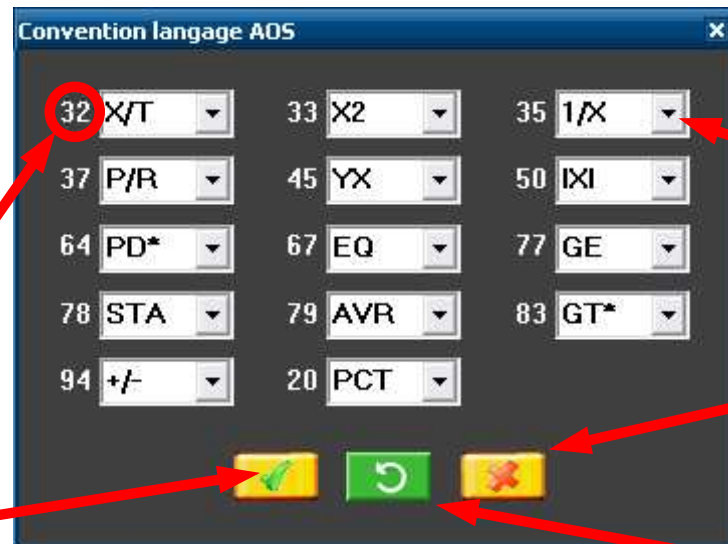 Convention langage AOS
32 X/T 33 X2 35 1/X
37 P/R 45 YX 50 IXI
64 PD* 67 EQ 77 GE
78 STA 79 AVR 83 GT*
94 +/- 20 PCT